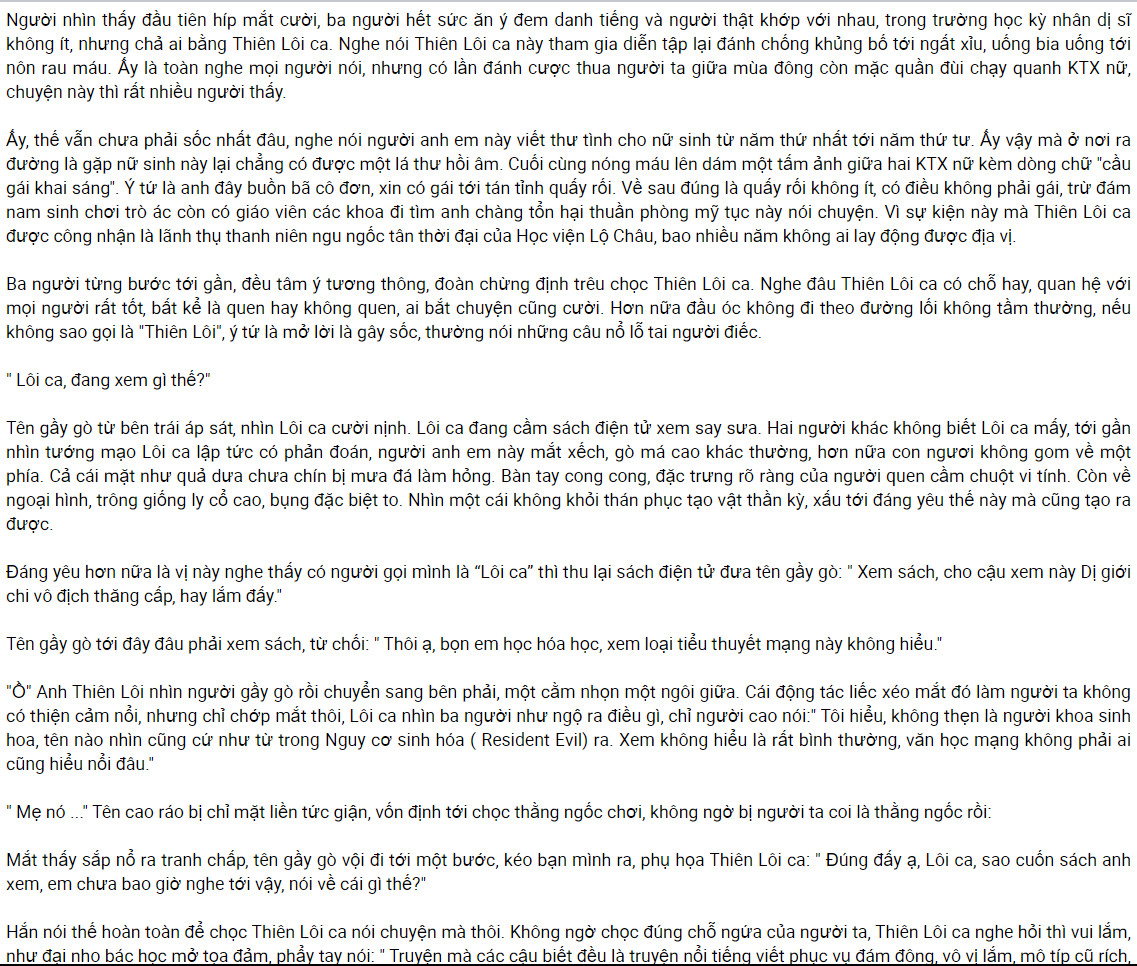 Người nhìn thấy đầu tiên híp mắt cười, ba người hết sức ăn ý đem danh tiếng và người thật khớp với nhau, trong trường học kỳ nhân dị sĩ
không ít, nhưng chả ai bằng Thiên Lôi ca. Nghe nói Thiên Lôi ca này tham gia diễn tập lại đánh chống khủng bố tới ngất xỉu, uống bia uống tới
nôn rau máu. Ấy là toàn nghe mọi người nói, nhưng có lần đánh cược thua người ta giữa mùa đông còn mặc quần đùi chạy quanh KTX nữ,
chuyện này thì rất nhiều người thấy.
Ấy, thế vẫn chưa phải sốc nhất đâu, nghe nói người anh em này viết thư tình cho nữ sinh từ năm thứ nhất tới năm thứ tư. Ấy vậy mà ở nơi ra
đường là gặp nữ sinh này lại chẳng có được một lá thư hồi âm. Cuối cùng nóng máu lên dám một tấm ảnh giữa hai KTX nữ kèm dòng chữ "cầu
gái khai sáng". Ý tứ là anh đây buồn bã cô đơn, xin có gái tới tán tỉnh quấy rối. Về sau đúng là quấy rối không ít, có điều không phải gái, trừ đám
nam sinh chơi trò ác còn có giáo viên các khoa đi tìm anh chàng tổn hại thuần phòng mỹ tục này nói chuyện. Vì sự kiện này mà Thiên Lôi ca
được công nhận là lãnh thụ thanh niên ngu ngốc tân thời đại của Học viện Lộ Châu, bao nhiều năm không ai lay động được địa vị.
Ba người từng bước tới gần, đều tâm ý tương thông, đoàn chừng định trêu chọc Thiên Lôi ca. Nghe đâu Thiên Lôi ca có chỗ hay, quan hệ với
mọi người rất tốt, bất kể là quen hay không quen, ai bắt chuyện cũng cười. Hơn nữa đầu óc không đi theo đường lối không tầm thường, nếu
không sao gọi là "Thiên Lôi", ý tứ là mở lời là gây sốc, thường nói những câu nổ lỗ tai người điếc.
" Lôi ca, đang xem gì thế?"
Tên gầy gò từ bên trái áp sát, nhìn Lôi ca cười nịnh. Lôi ca đang cầm sách điện tử xem say sưa. Hai người khác không biết Lôi ca mấy, tới gần
nhìn tướng mạo Lôi ca lập tức có phản đoán, người anh em này mắt xếch, gò má cao khác thường, hơn nữa con ngươi không gom về một
phía. Cả cái mặt như quả dưa chưa chín bị mưa đá làm hỏng. Bàn tay cong cong, đặc trưng rõ ràng của người quen cầm chuột vi tính. Còn về
ngoại hình, trông giống ly cổ cao, bụng đặc biệt to. Nhìn một cái không khỏi thán phục tạo vật thần kỳ, xấu tới đáng yêu thế này mà cũng tạo ra
được.
Đáng yêu hơn nữa là vị này nghe thấy có người gọi mình là “Lôi ca” thì thu lại sách điện tử đưa tên gầy gò: " Xem sách, cho cậu xem này Dị giới
chi vô địch thăng cấp, hay lắm đấy."
Tên gầy gò tới đây đâu phải xem sách, từ chối: " Thôi ạ, bọn em học hóa học, xem loại tiểu thuyết mạng này không hiểu."
"Ồ" Anh Thiên Lôi nhìn người gầy gò rồi chuyển sang bên phải, một cằm nhọn một ngôi giữa. Cái động tác liếc xéo mắt đó làm người ta không
có thiện cảm nổi, nhưng chỉ chớp mắt thôi, Lôi ca nhìn ba người như ngộ ra điều gì, chỉ người cao nói:" Tôi hiểu, không thẹn là người khoa sinh
hoa, tên nào nhìn cũng cứ như từ trong Nguy cơ sinh hóa ( Resident Evil) ra. Xem không hiểu là rất bình thường, văn học mạng không phải ai
cũng hiểu nổi đâu."
" Mẹ nó ..." Tên cao ráo bị chỉ mặt liền tức giận, vốn định tới chọc thằng ngốc chơi, không ngờ bị người ta coi là thằng ngốc rồi:
Mắt thấy sắp nổ ra tranh chấp, tên gầy gò vội đi tới một bước, kéo bạn mình ra, phụ họa Thiên Lôi ca: " Đúng đấy ạ, Lôi ca, sao cuốn sách anh
xem, em chưa bao giờ nghe tới vậy, nói về cái gì thế?"
Hắn nói thế hoàn toàn để chọc Thiên Lôi ca nói chuyện mà thôi. Không ngờ chọc đúng chỗ ngứa của người ta, Thiên Lôi ca nghe hỏi thì vui lắm,
như đại nho bác học mở tọa đảm, phẩy tay nói: " Truyện mà các cậu biết đều là truyện nổi tiếng viết phục vụ đám đông, vô vị lắm, mô típ cũ rích,